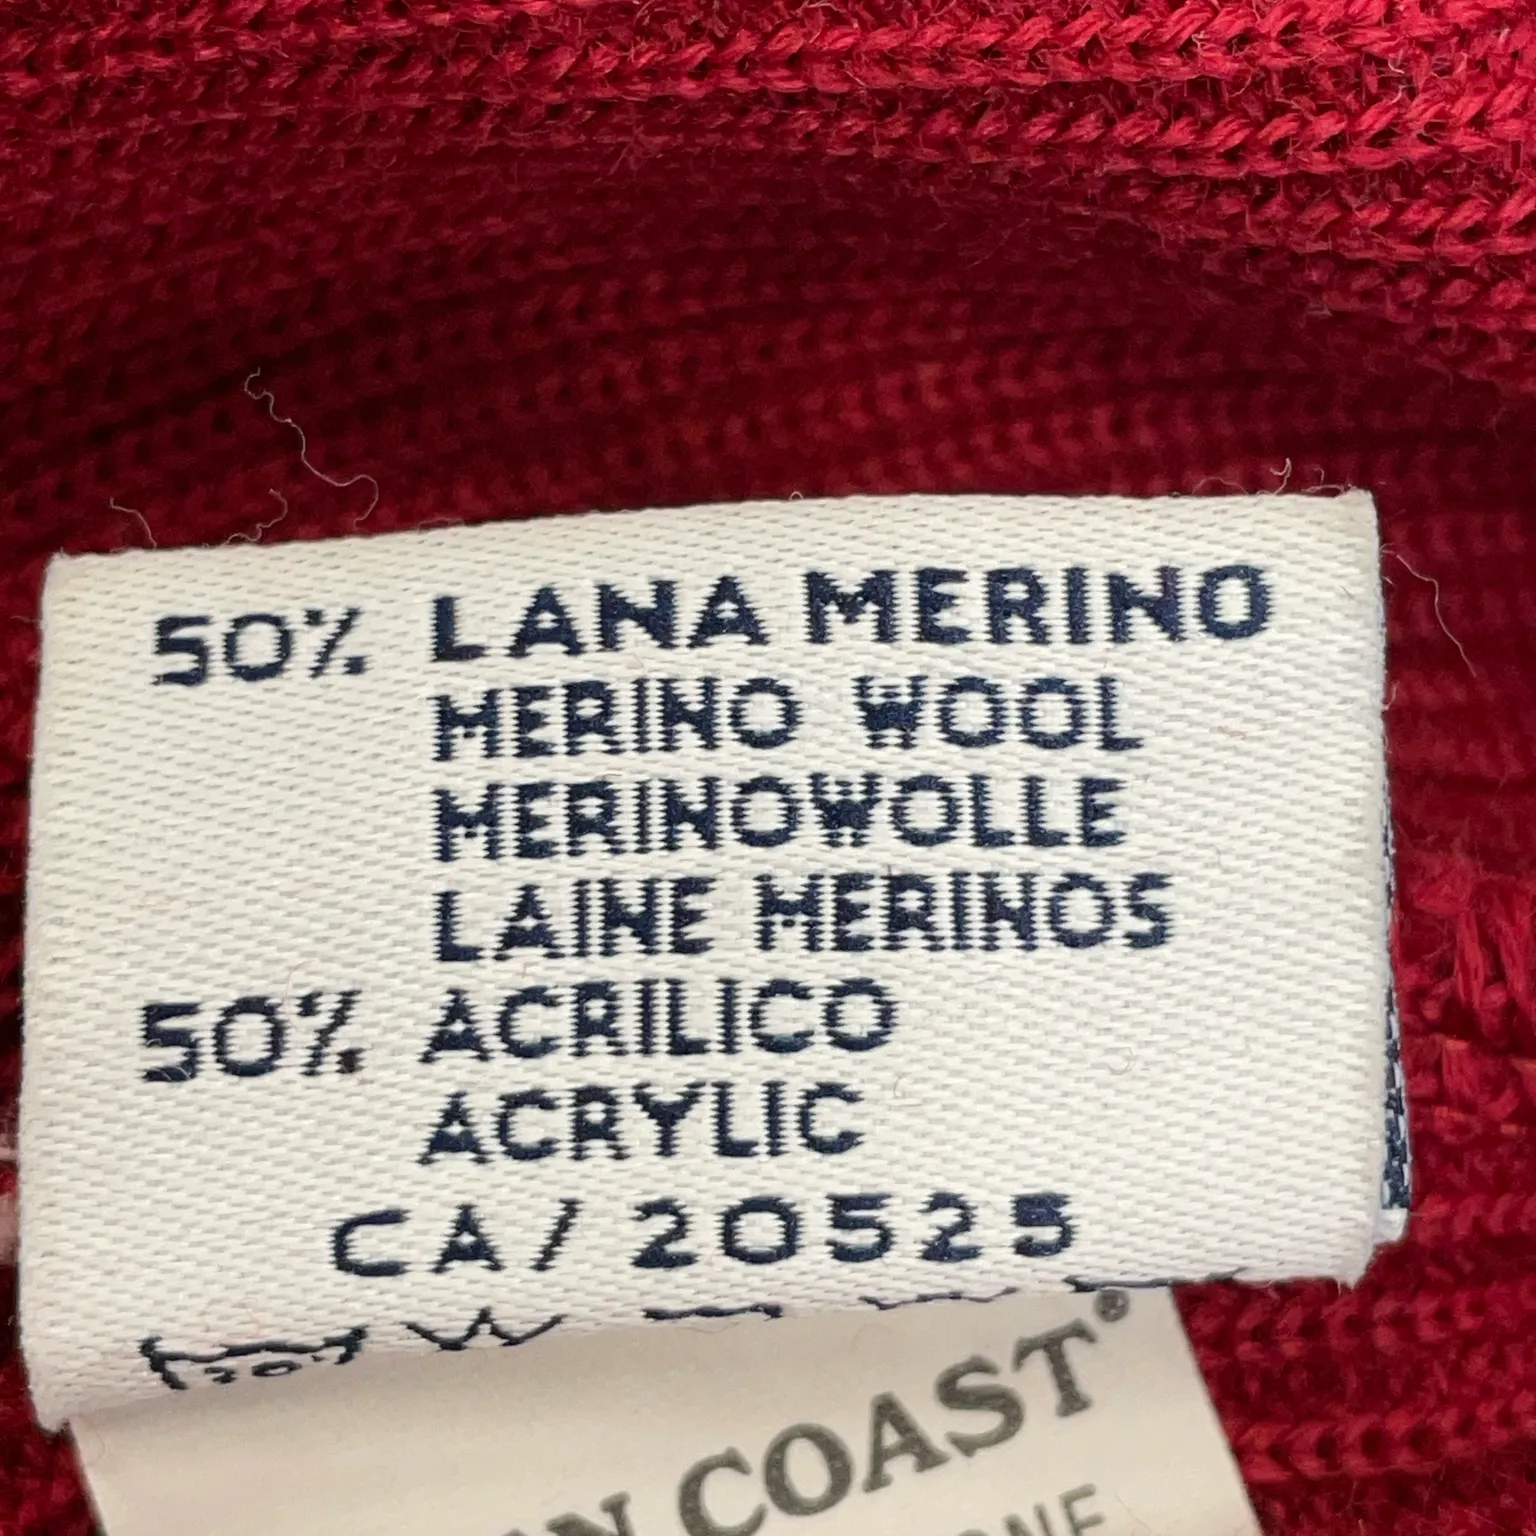 50% LANA MERINO
MERINO WOOL
MERINOWOLLE
LAINE MERINOS
50% ACRILICO
ACRYLIC
CA/20525
COAST®